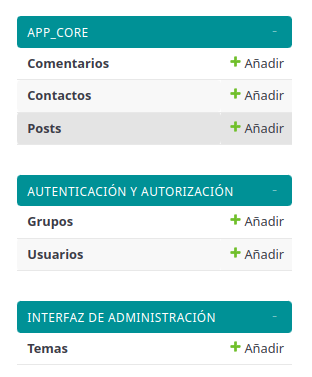 APP_CORE -
Comentarios + Añadir
Contactos + Añadir
Posts + Añadir
AUTENTICACIÓN Y AUTORIZACIÓN -
Grupos + Añadir
Usuarios + Añadir
INTERFAZ DE ADMINISTRACIÓN -
Temas + Añadir